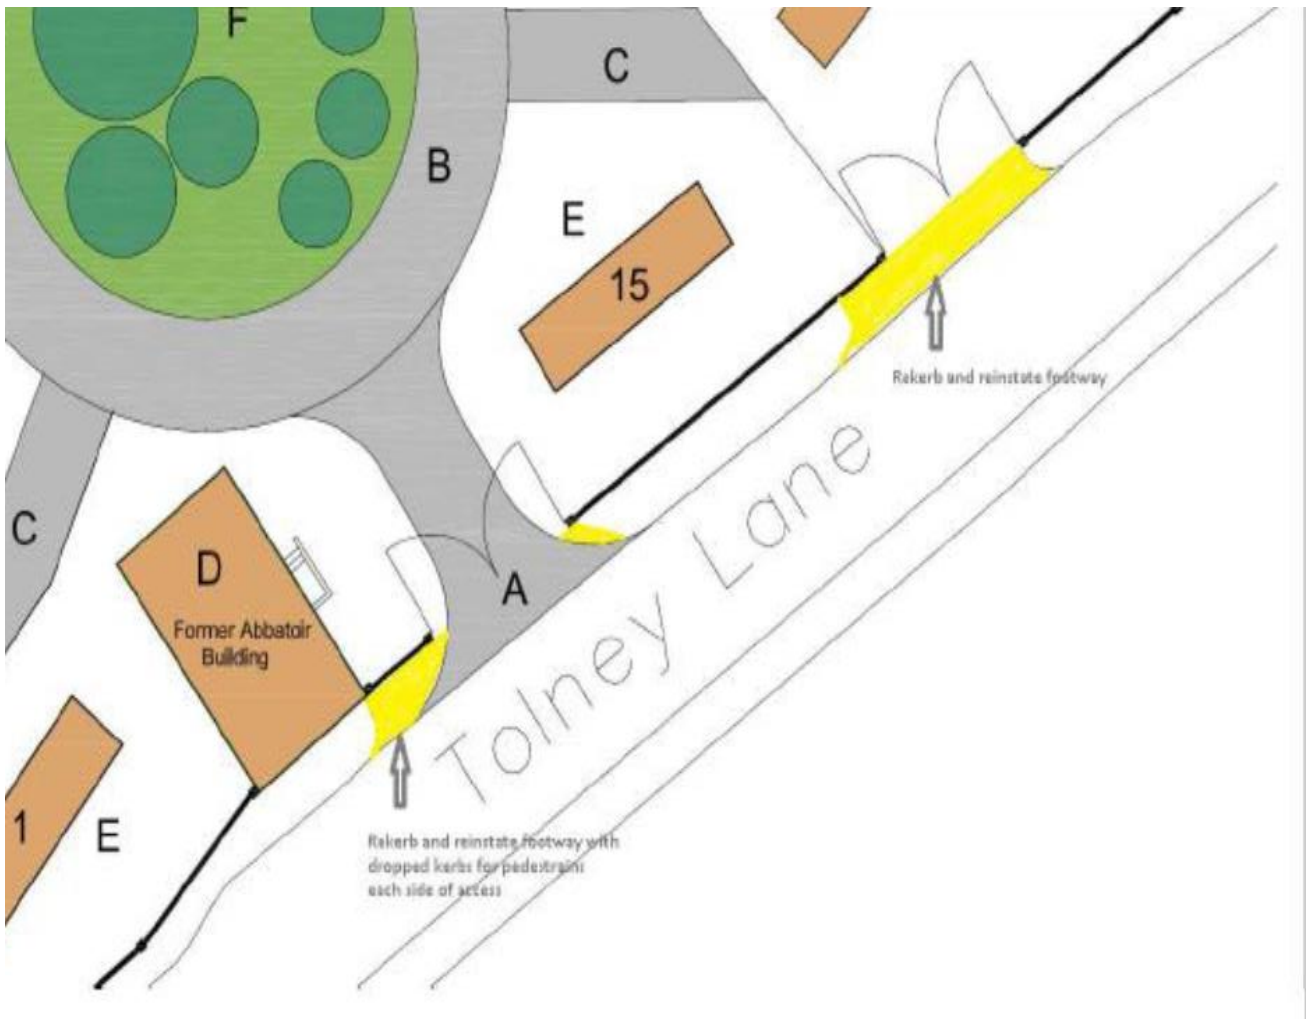 F
C
B
E
15
Rekerb and reinstate footway
C
D
Former Abbatoir
Building
A
Tolney Lane
1
E
Rekerb and reinstate footway with
dropped kerbs for pedestrains
each side of access